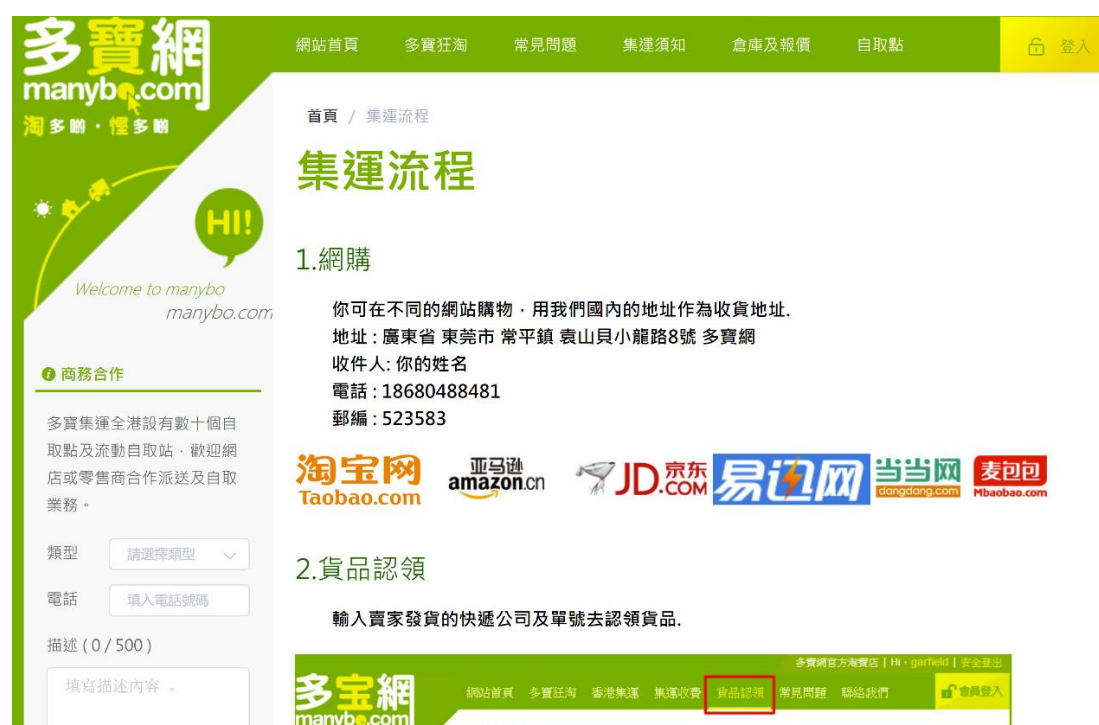 多寶網
manybo.com
淘多啲·慳多啲
網站首頁 多寶狂淘 常見問題 集運須知 倉庫及報價 自取點 登入
首頁 / 集運流程
集運流程
HI!
Welcome to manybo
manybo.com
1.網購
你可在不同的網站購物，用我們國內的地址作為收貨地址.
地址 : 廣東省 東莞市 常平鎮 袁山貝小龍路8號 多寶網
收件人: 你的姓名
電話 : 18680488481
郵編 : 523583
淘宝网
Taobao.com
亚马逊
amazon.cn
JD.京东
.COM
易迅网
当当网
dangdang.com
麦包包
Mbaobao.com
商務合作
多寶集運全港設有數十個自
取點及流動自取站，歡迎網
店或零售商合作派送及自取
業務。
類型 請選擇類型
電話 填入電話號碼
描述 ( 0 / 500 )
填寫描述內容 。
2.貨品認領
輸入賣家發貨的快遞公司及單號去認領貨品.
多寶網官方淘寶店 | Hi，garfield | 安全登出
多宝網
manybo.com
網站首頁 多寶狂淘 香港集運 集運收費 貨品認領 常見問題 聯絡我們 會員登入